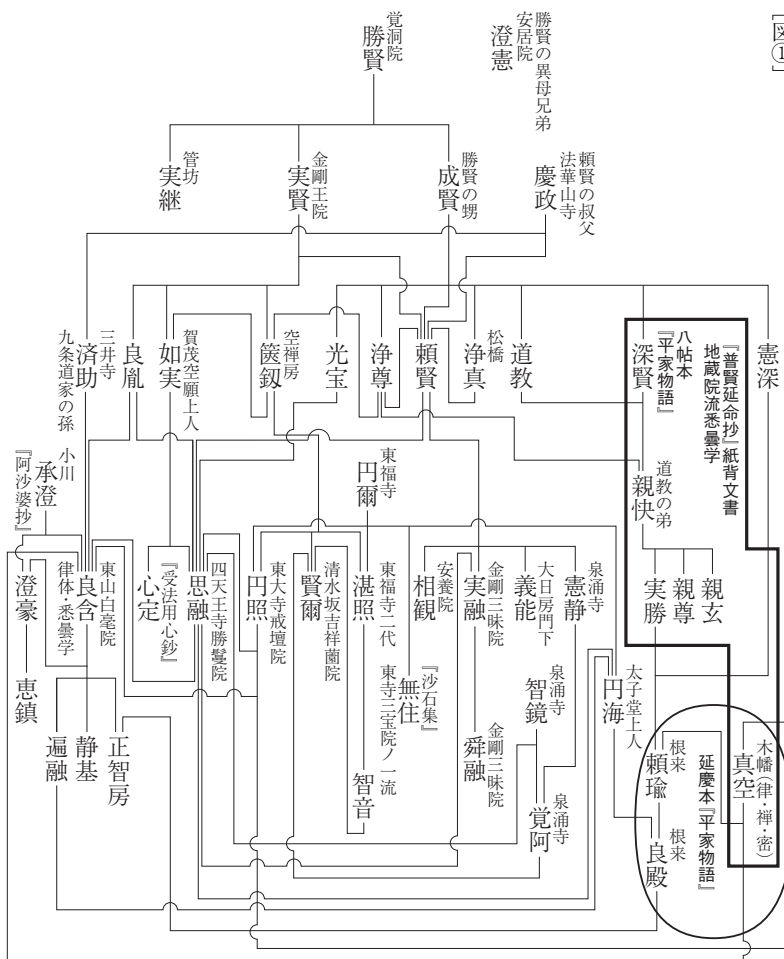 [図①]
勝賢の異母兄弟
安居院
澄憲
覚洞院
勝賢
頼賢の叔父
法華山寺
慶政
勝賢の甥
成賢
金剛王院
実賢
管坊
実継
憲深
『普賢延命抄』紙背文書
地蔵院流悉曇学
八帖本
『平家物語』
深賢
道教
松橋
浄真
頼賢
浄尊
光宝
空禅房
篋釼
賀茂空願上人
如実
良胤
三井寺
済助
九条道家の孫
道教の弟
親快
親玄
親尊
実勝
東福寺
円爾
小川
承澄
『阿沙婆抄』
泉涌寺
憲静
大日房門下
義能
金剛三昧院
実融
安養院
相観
東福寺二代
湛照
清水坂吉祥薗院
賢爾
東大寺戒壇院
円照
四天王寺勝鬘院
思融
『受法用心鈔』
心定
東山白毫院
良含
律体・悉曇学
澄豪
太子堂上人
円海
泉涌寺
智鏡
『沙石集』
無住
東寺三宝院ノ一流
智音
金剛三昧院
舜融
泉涌寺
覚阿
恵鎮
正智房
静基
遍融
木幡(律・禅・密)
真空
延慶本『平家物語』
根来
頼瑜
根来
良殿